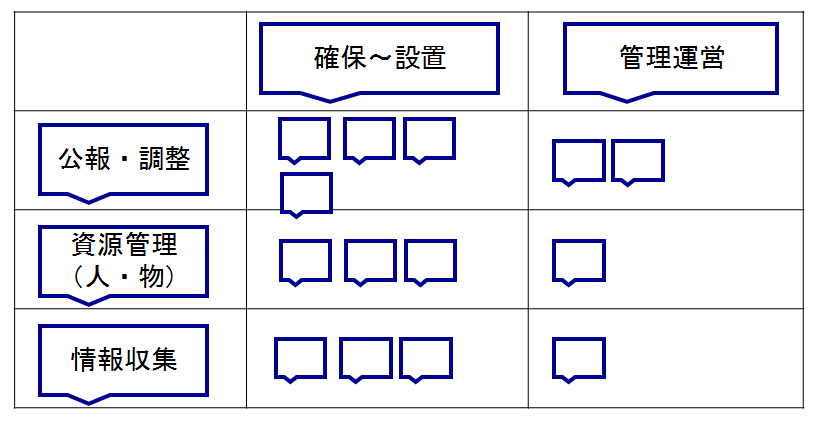 確保～設置
管理運営
公報・調整
資源管理
（人・物）
情報収集